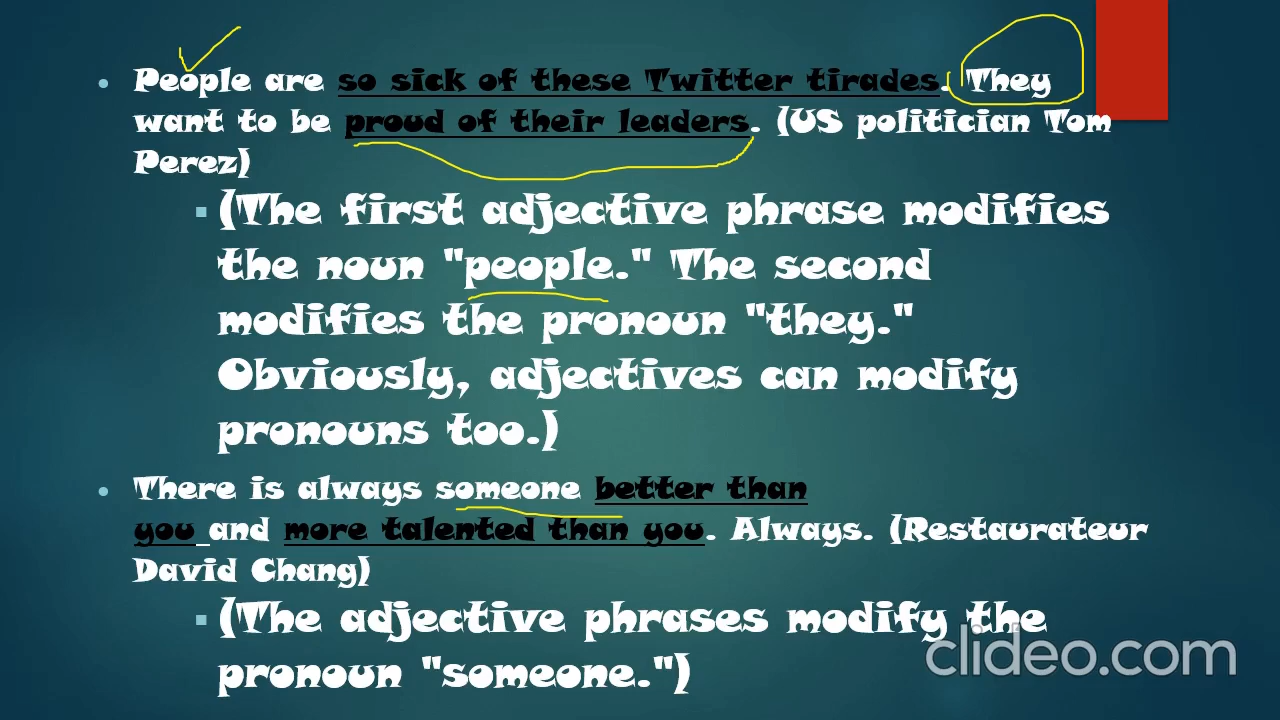 People are so sick of these Twitter tirades. They
want to be proud of their leaders. (US politician Tom
Perez)
(The first adjective phrase modifies
the noun "people." The second
modifies the pronoun "they."
Obviously, adjectives can modify
pronouns too.)
There is always someone better than
you and more talented than you. Always. (Restaurateur
David Chang)
(The adjective phrases modify the
pronoun "someone.")
clideo.com